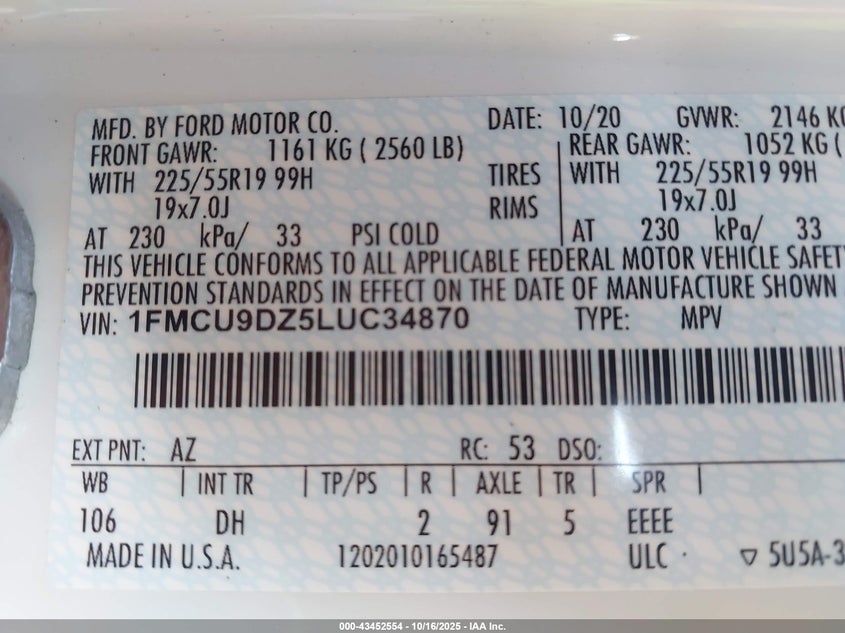 MFD. BY FORD MOTOR CO. DATE: 10/20 GVWR: 2146 KG
FRONT GAWR: 1161 KG ( 2560 LB) REAR GAWR: 1052 KG (
WITH 225/55R19 99H TIRES WITH 225/55R19 99H
19x7.0J RIMS 19x7.0J
AT 230 kPa/ 33 PSI COLD AT 230 kPa/ 33
THIS VEHICLE CONFORMS TO ALL APPLICABLE FEDERAL MOTOR VEHICLE SAFETY
PREVENTION STANDARDS IN EFFECT ON THE DATE OF MANUFACTURE SHOWN
VIN: 1FMCU9DZ5LUC34870 TYPE: MPV
EXT PNT: AZ RC: 53 DSO:
WB INT TR TP/PS R AXLE TR SPR
106 DH 2 91 5 EEEE
MADE IN U.S.A. 1202010165487 ULC 5U5A-3
000-43452554 - 10/16/2025 - IAA Inc.